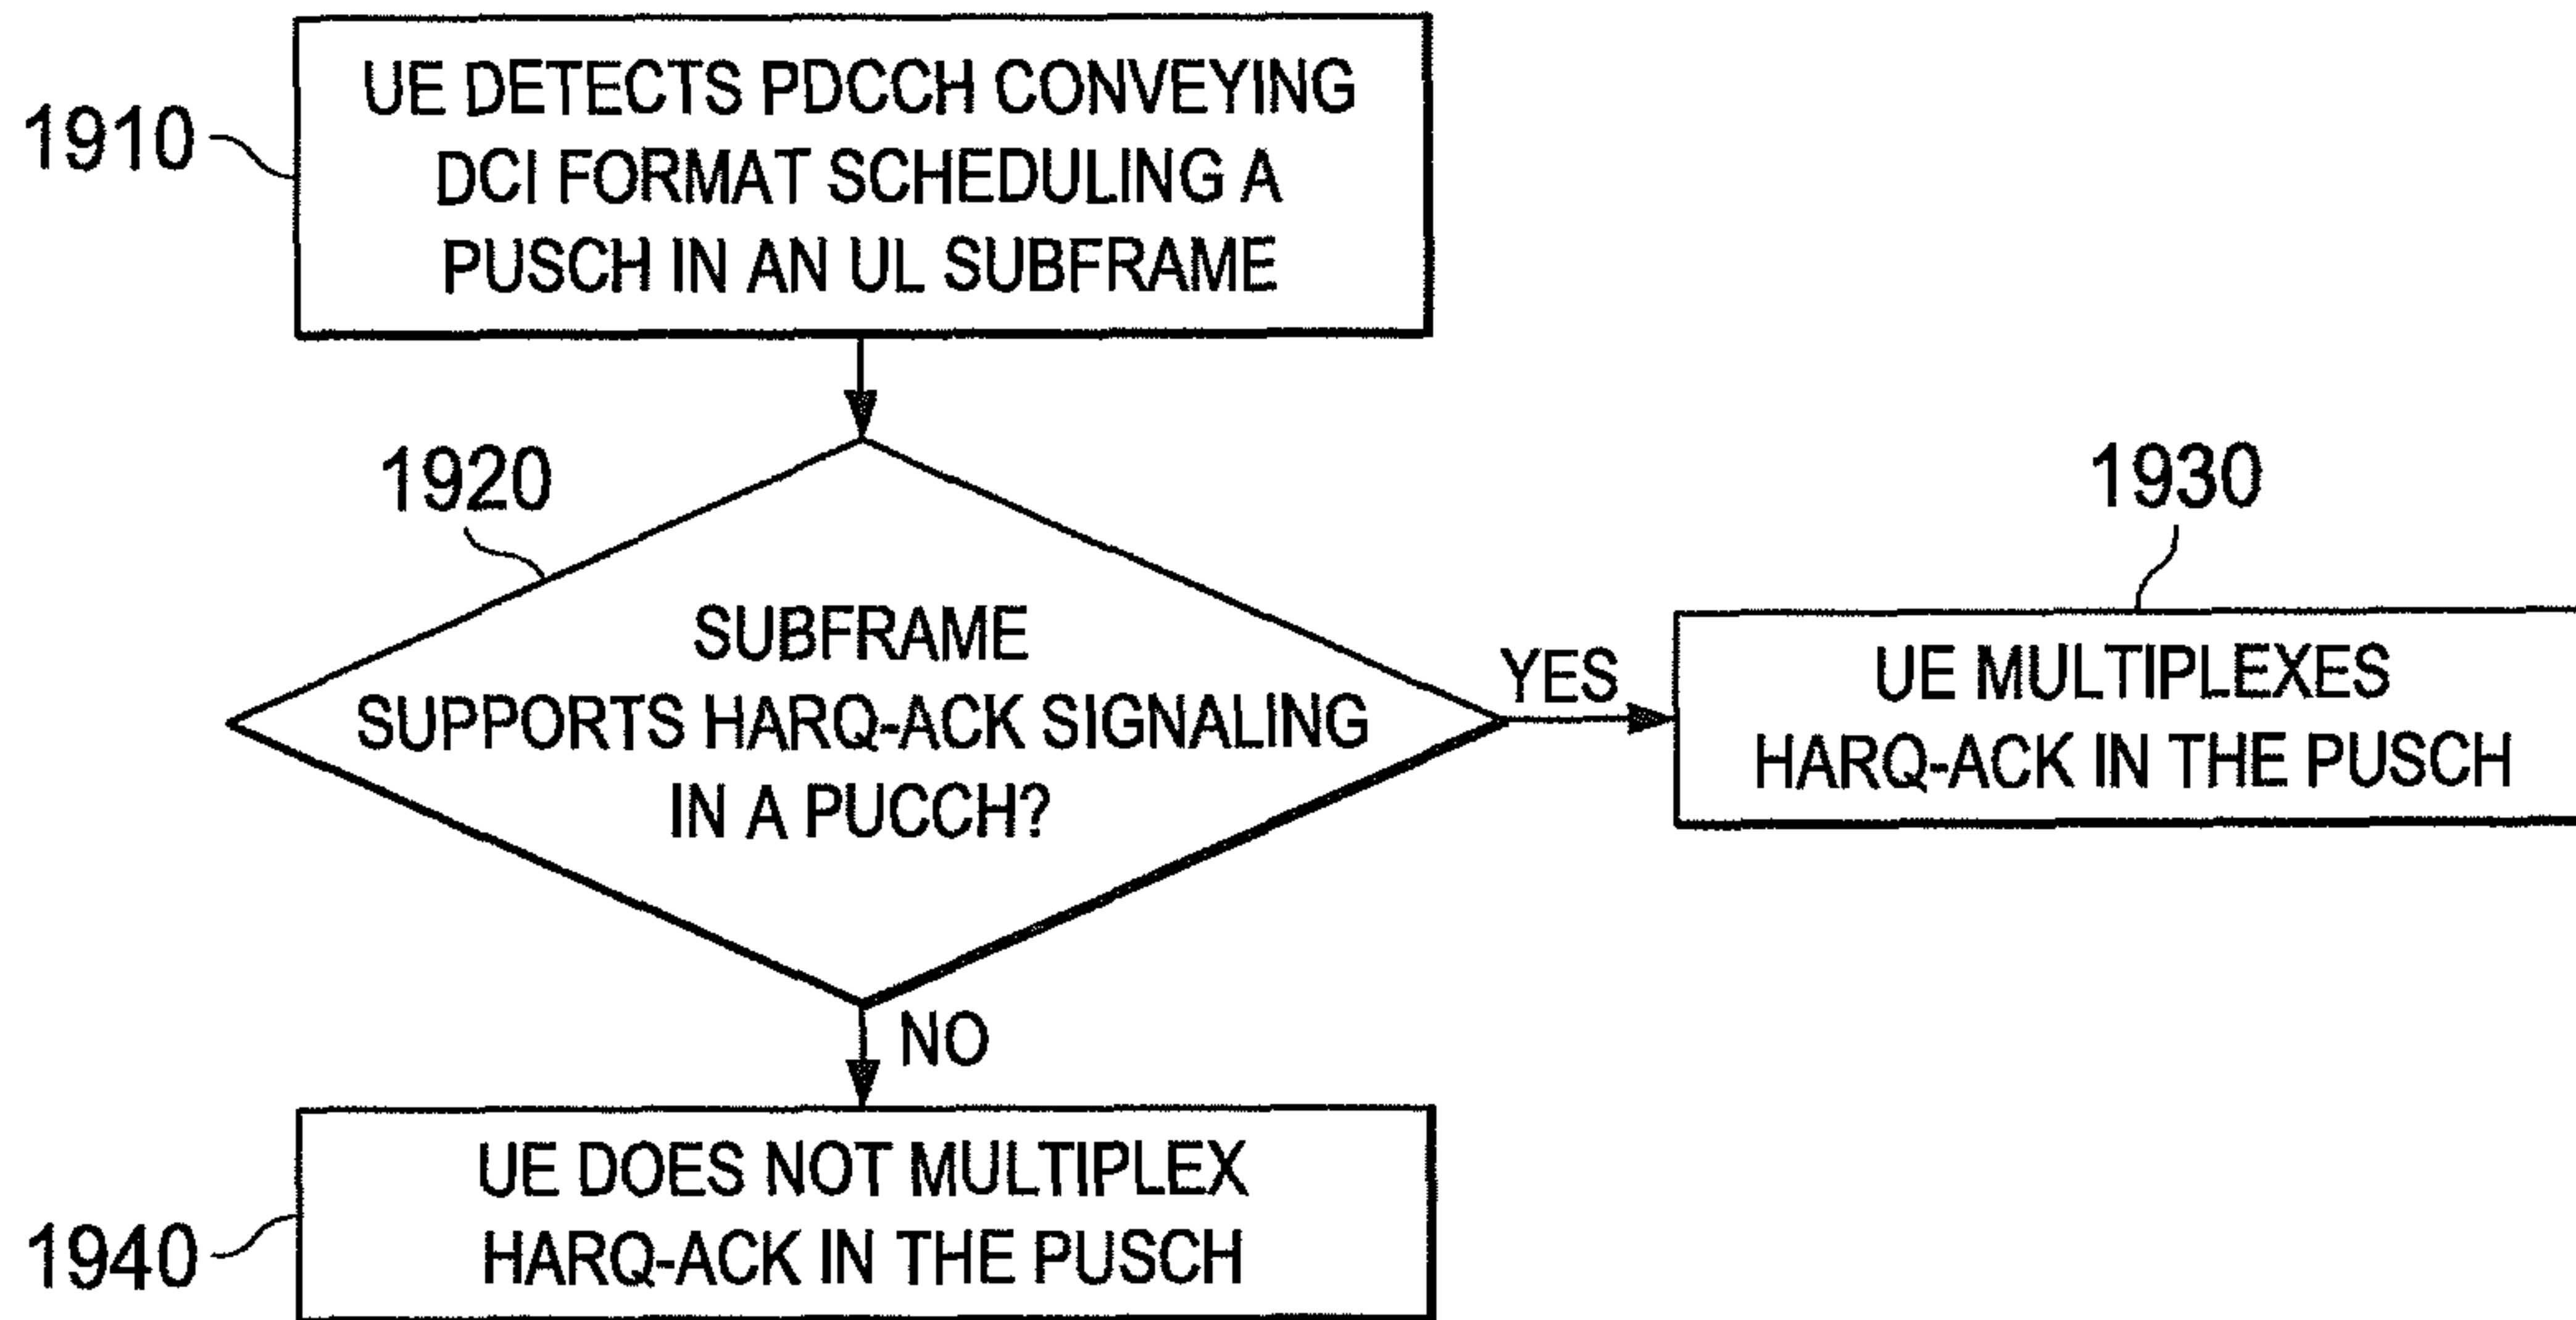 1910
UE DETECTS PDCCH CONVEYING
DCI FORMAT SCHEDULING A
PUSCH IN AN UL SUBFRAME
1920
SUBFRAME
SUPPORTS HARQ-ACK SIGNALING
IN A PUCCH?
YES
1930
UE MULTIPLEXES
HARQ-ACK IN THE PUSCH
NO
1940
UE DOES NOT MULTIPLEX
HARQ-ACK IN THE PUSCH